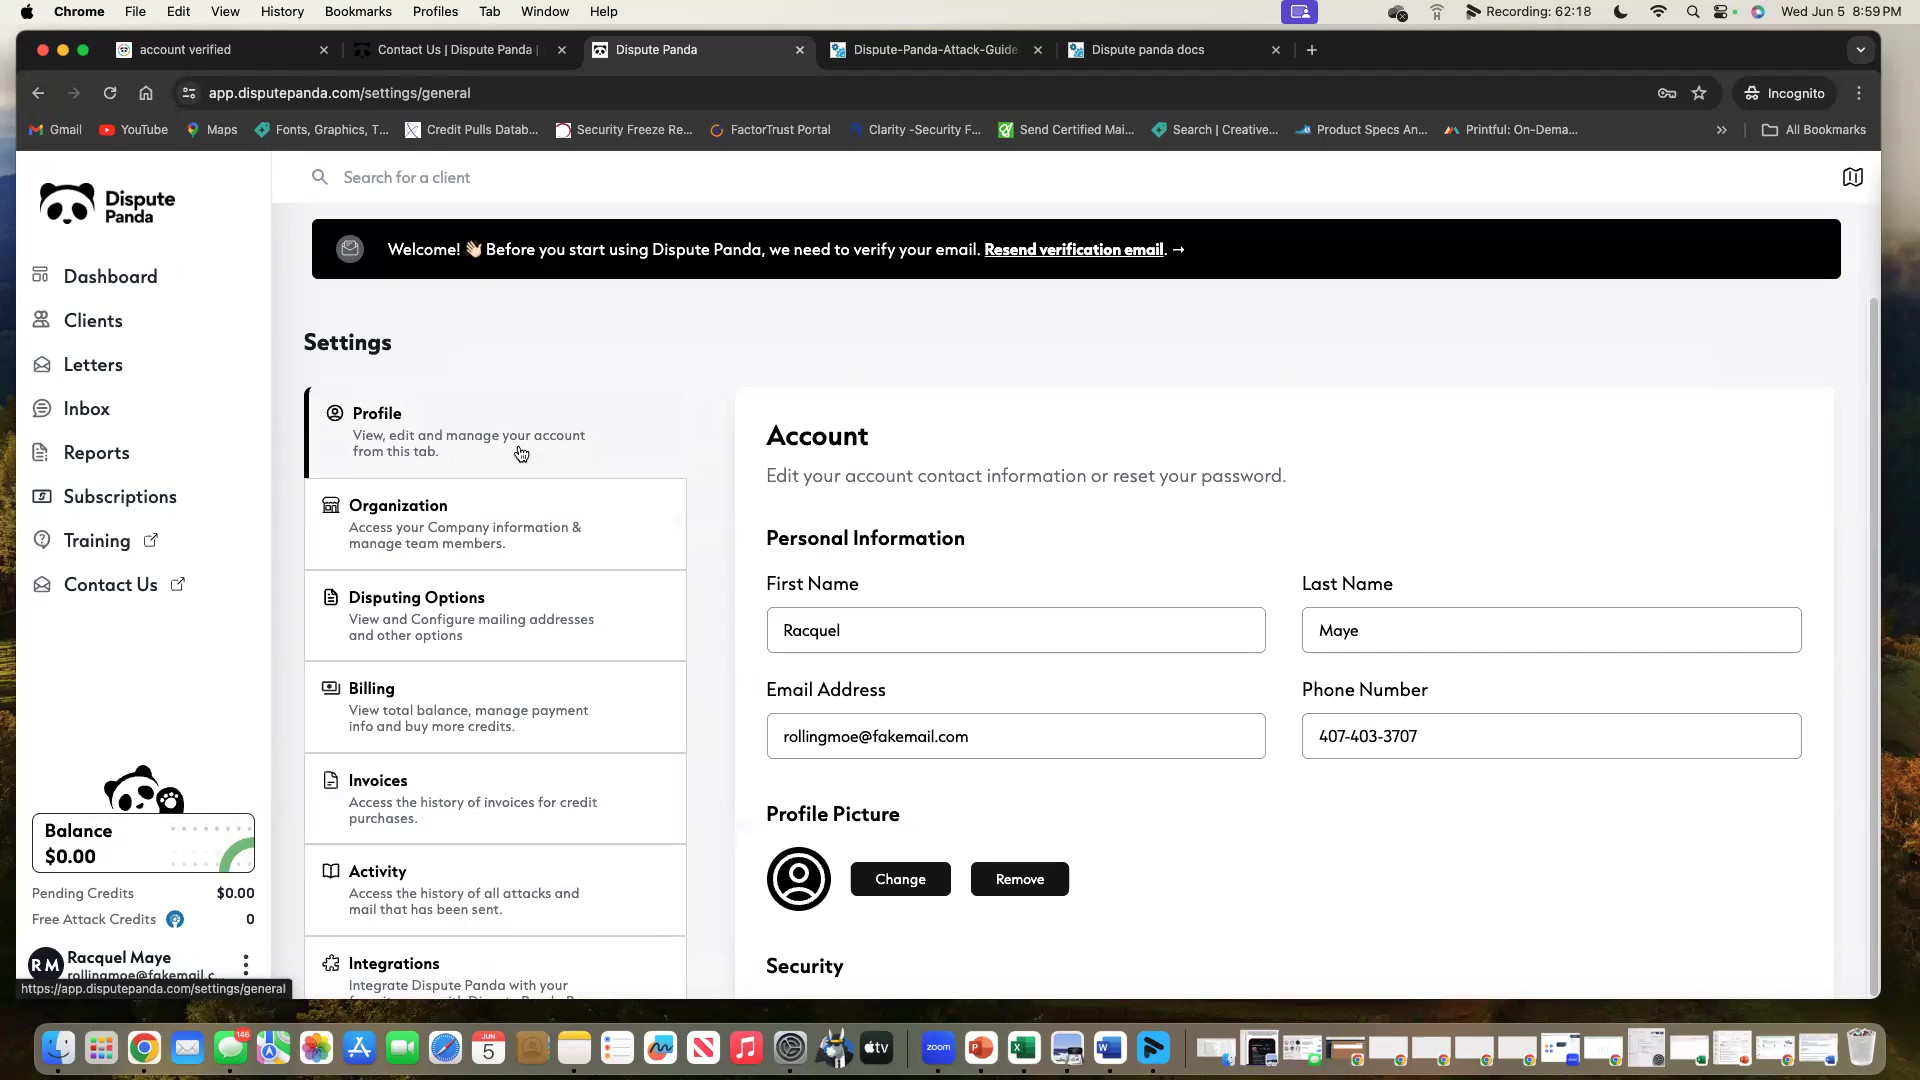 Chrome File Edit View History Bookmarks Profiles Tab Window Help Recording: 62:18 Wed Jun 5 8:59 PM
account verified Contact Us | Dispute Panda | Dispute Panda Dispute-Panda-Attack-Guide Dispute panda docs
app.disputepanda.com/settings/general Incognito
Gmail YouTube Maps Fonts, Graphics, T... Credit Pulls Datab... Security Freeze Re... FactorTrust Portal Clarity -Security F... Send Certified Mai... Search | Creative... Product Specs An... Printful: On-Dema... » All Bookmarks
Dispute
Panda
Search for a client
Welcome! 👋🏻 Before you start using Dispute Panda, we need to verify your email. Resend verification email. →
Dashboard
Clients
Letters
Inbox
Reports
Subscriptions
Training
Contact Us
Balance
$0.00
Pending Credits $0.00
Free Attack Credits 0
RM
Racquel Maye
rollingmoe@fakemail.c...
https://app.disputepanda.com/settings/general
Settings
Profile
View, edit and manage your account
from this tab.
Organization
Access your Company information &
manage team members.
Disputing Options
View and Configure mailing addresses
and other options
Billing
View total balance, manage payment
info and buy more credits.
Invoices
Access the history of invoices for credit
purchases.
Activity
Access the history of all attacks and
mail that has been sent.
Integrations
Integrate Dispute Panda with your
Account
Edit your account contact information or reset your password.
Personal Information
First Name Last Name
Racquel Maye
Email Address Phone Number
rollingmoe@fakemail.com 407-403-3707
Profile Picture
Change Remove
Security
146
JUN
5
tv
zoom